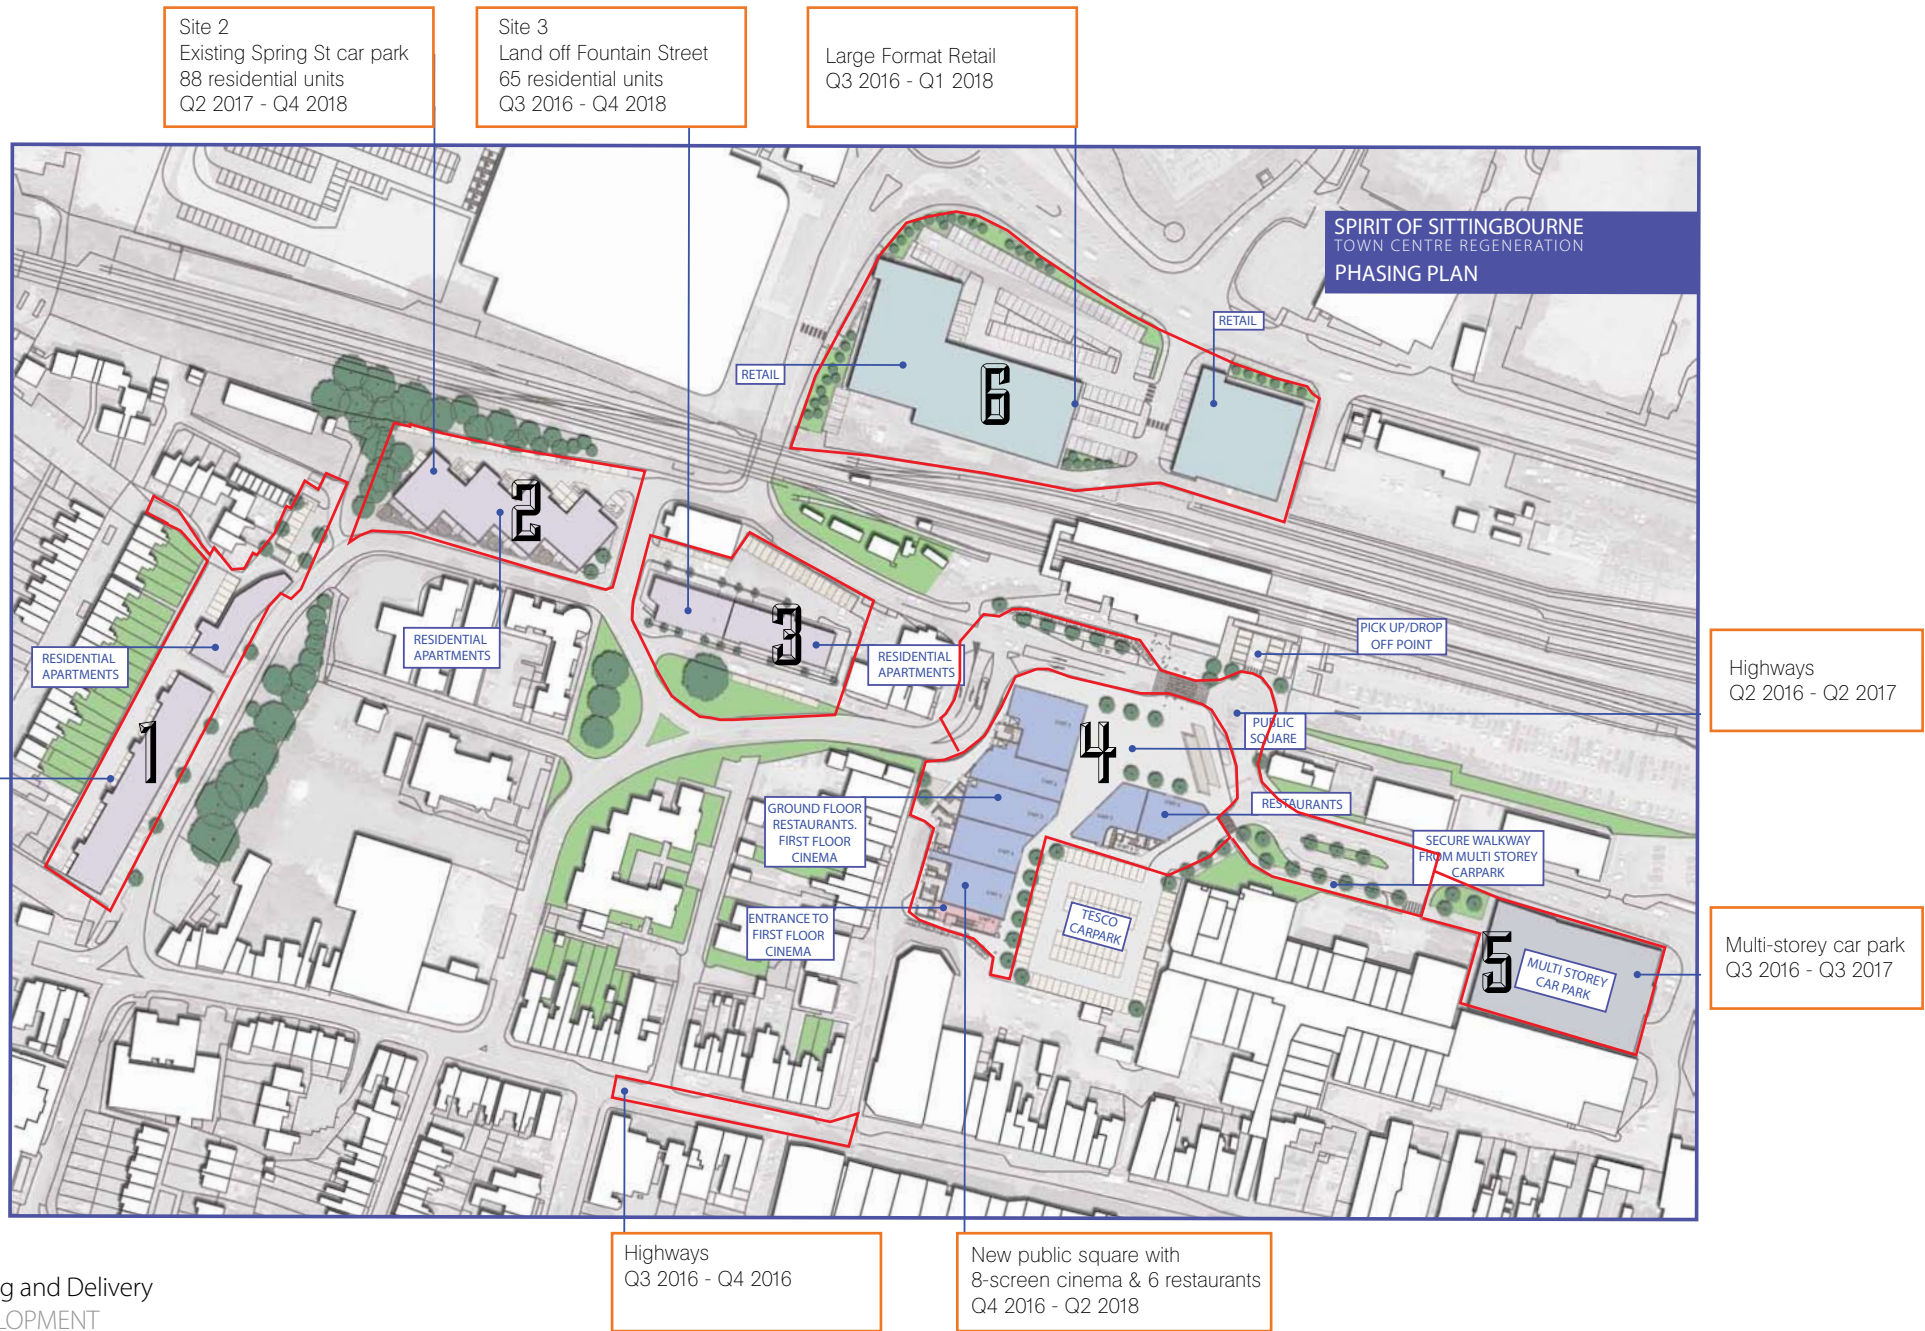 Site 2
Existing Spring St car park
88 residential units
Q2 2017 - Q4 2018
Site 3
Land off Fountain Street
65 residential units
Q3 2016 - Q4 2018
Large Format Retail
Q3 2016 - Q1 2018
SPIRIT OF SITTINGBOURNE
TOWN CENTRE REGENERATION
PHASING PLAN
RETAIL
RETAIL
6
2
3
1
4
5
RESIDENTIAL
APARTMENTS
RESIDENTIAL
APARTMENTS
RESIDENTIAL
APARTMENTS
PICK UP/DROP
OFF POINT
PUBLIC
SQUARE
RESTAURANTS
GROUND FLOOR
RESTAURANTS.
FIRST FLOOR
CINEMA
ENTRANCE TO
FIRST FLOOR
CINEMA
TESCO
CARPARK
SECURE WALKWAY
FROM MULTI STOREY
CARPARK
MULTI STOREY
CAR PARK
Highways
Q2 2016 - Q2 2017
Multi-storey car park
Q3 2016 - Q3 2017
Highways
Q3 2016 - Q4 2016
New public square with
8-screen cinema & 6 restaurants
Q4 2016 - Q2 2018
g and Delivery
LOPMENT